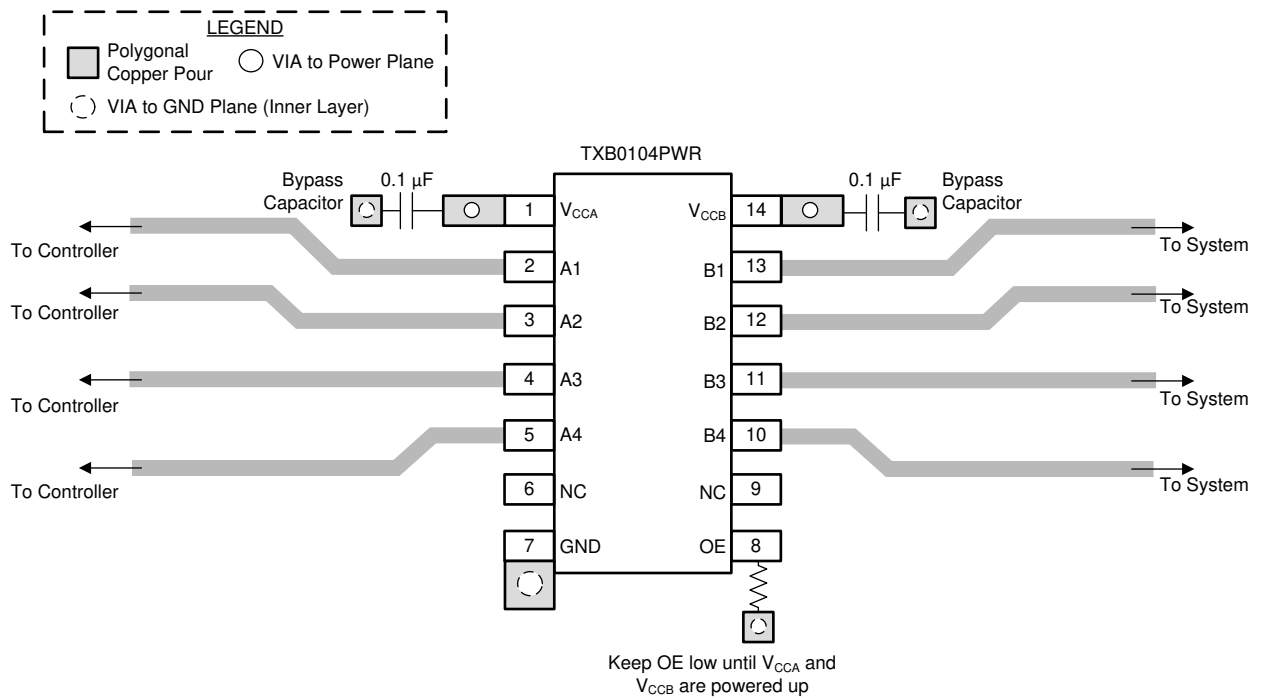 LEGEND
Polygonal
Copper Pour
VIA to Power Plane
VIA to GND Plane (Inner Layer)
TXB0104PWR
Bypass
Capacitor
0.1 µF
0.1 µF
Bypass
Capacitor
1 VCCA
VCCB 14
To Controller
To System
2 A1
B1 13
To Controller
To System
3 A2
B2 12
4 A3
B3 11
To Controller
To System
5 A4
B4 10
To Controller
To System
6 NC
NC 9
7 GND
OE 8
Keep OE low until VCCA and
VCCB are powered up